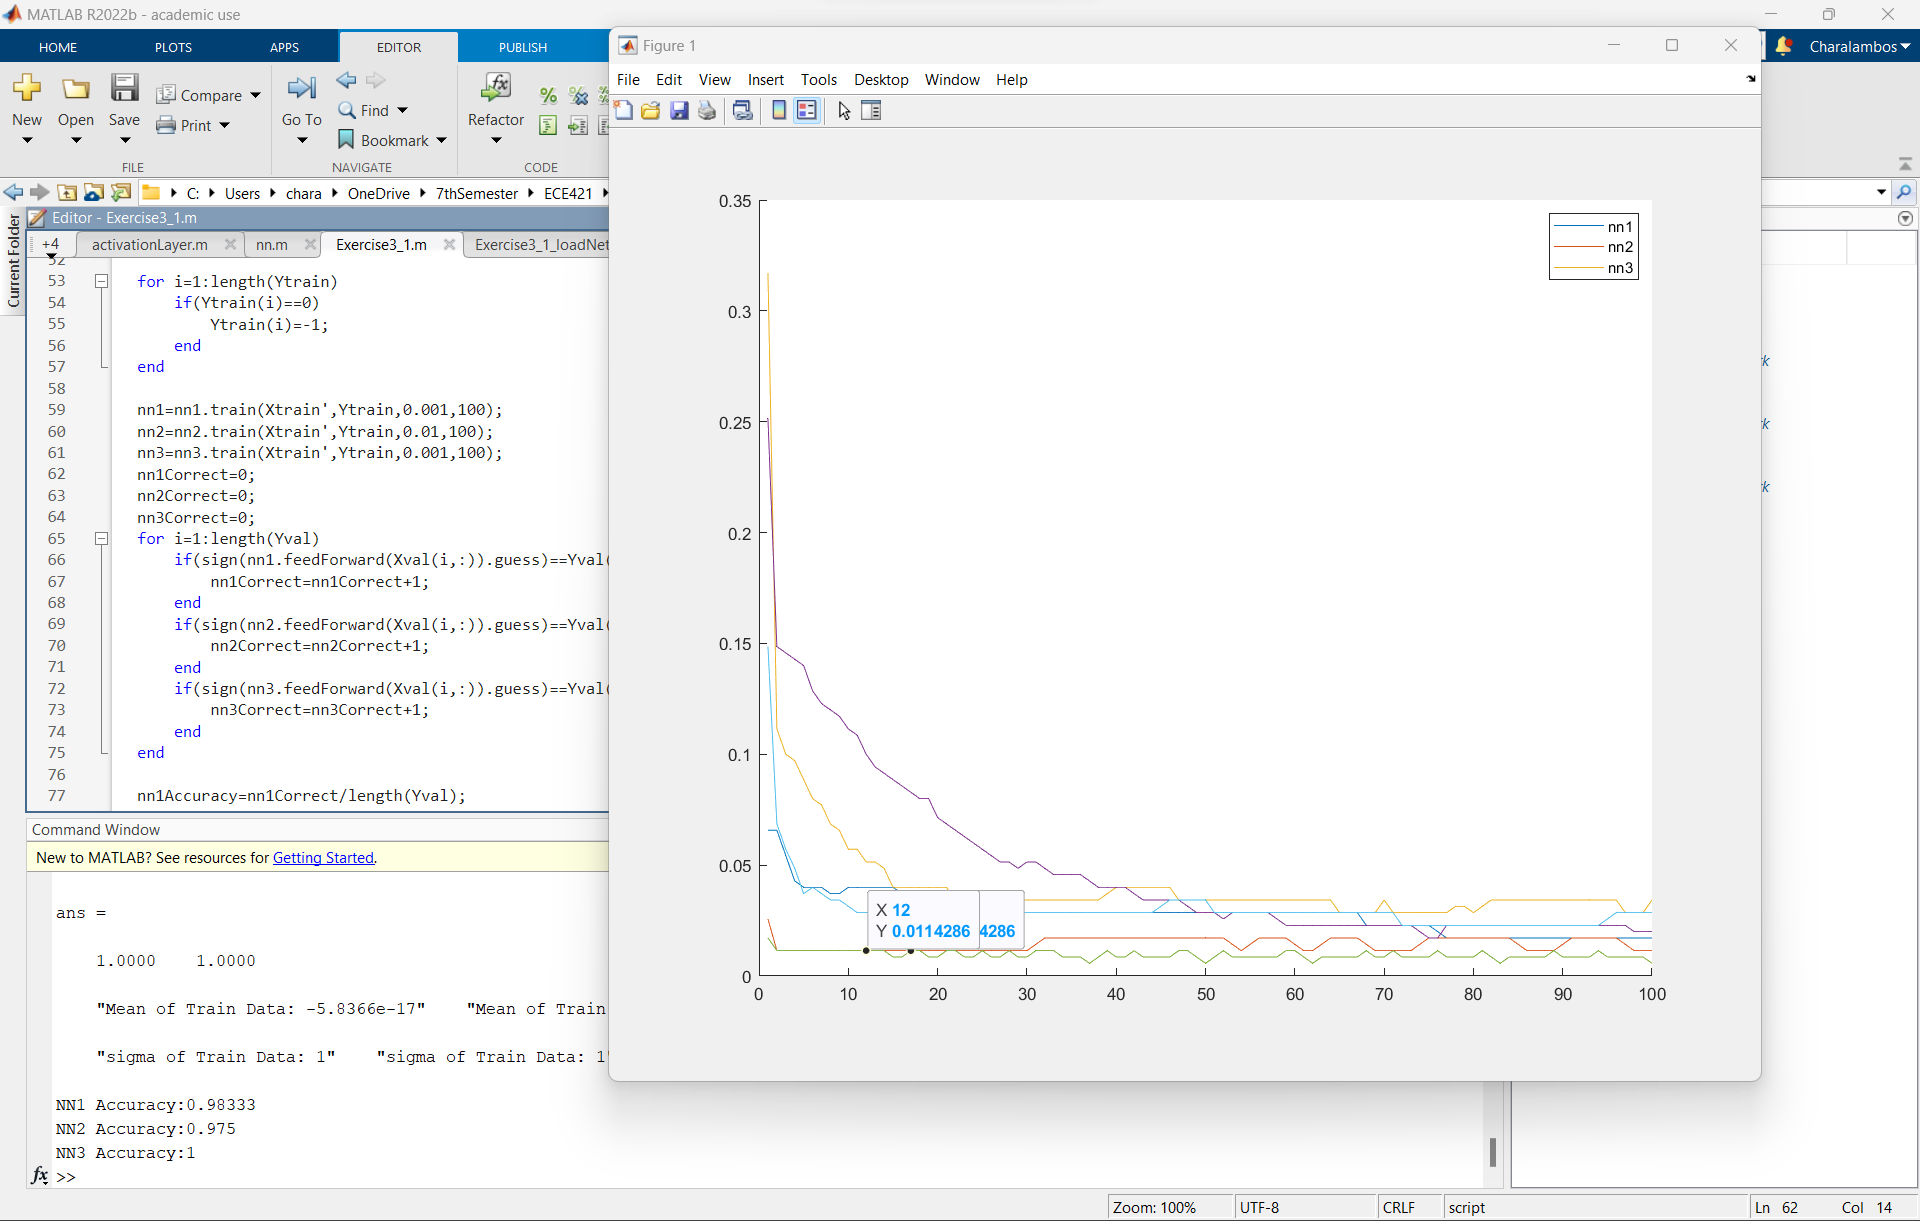 MATLAB R2022b - academic use
HOME PLOTS APPS EDITOR PUBLISH
Charalambos
New Open Save Compare Print
Go To Find Bookmark
Refactor
FILE NAVIGATE CODE
C: Users chara OneDrive 7thSemester ECE421
Current Folder
Editor - Exercise3_1.m
+4 activationLayer.m nn.m Exercise3_1.m Exercise3_1_loadNet
52
53 for i=1:length(Ytrain)
54 if(Ytrain(i)==0)
55 Ytrain(i)=-1;
56 end
57 end
58
59 nn1=nn1.train(Xtrain',Ytrain,0.001,100);
60 nn2=nn2.train(Xtrain',Ytrain,0.01,100);
61 nn3=nn3.train(Xtrain',Ytrain,0.001,100);
62 nn1Correct=0;
63 nn2Correct=0;
64 nn3Correct=0;
65 for i=1:length(Yval)
66 if(sign(nn1.feedForward(Xval(i,:)).guess)==Yval(
67 nn1Correct=nn1Correct+1;
68 end
69 if(sign(nn2.feedForward(Xval(i,:)).guess)==Yval(
70 nn2Correct=nn2Correct+1;
71 end
72 if(sign(nn3.feedForward(Xval(i,:)).guess)==Yval(
73 nn3Correct=nn3Correct+1;
74 end
75 end
76
77 nn1Accuracy=nn1Correct/length(Yval);
Command Window
New to MATLAB? See resources for Getting Started.
ans =
1.0000 1.0000
"Mean of Train Data: -5.8366e-17" "Mean of Train
"sigma of Train Data: 1" "sigma of Train Data: 1"
NN1 Accuracy:0.98333
NN2 Accuracy:0.975
NN3 Accuracy:1
fx >>
Figure 1
File Edit View Insert Tools Desktop Window Help
0.35
0.3
0.25
0.2
0.15
0.1
0.05
0
0 10 20 30 40 50 60 70 80 90 100
nn1
nn2
nn3
X 12
Y 0.0114286
4286
rk
rk
rk
Zoom: 100% UTF-8 CRLF script Ln 62 Col 14